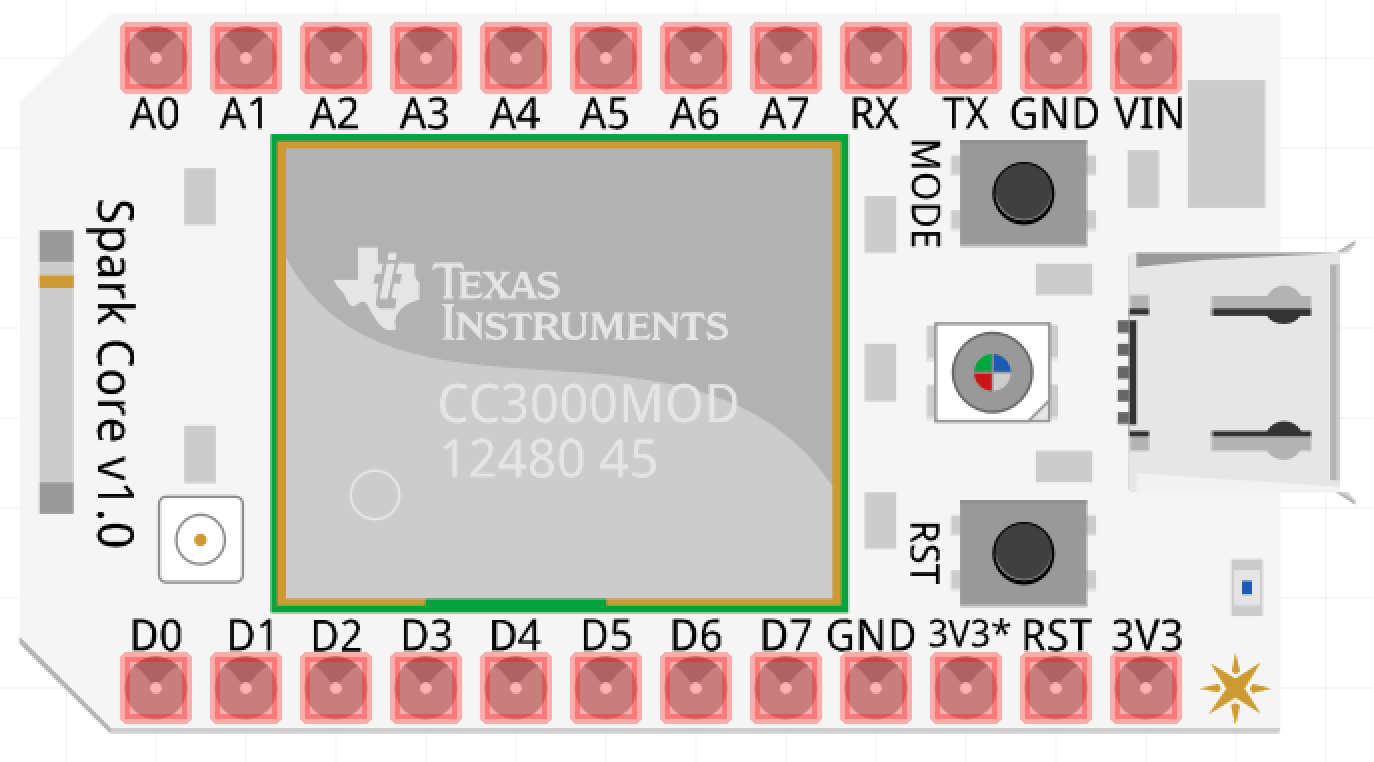 A0 A1 A2 A3 A4 A5 A6 A7 RX TX GND VIN
MODE
Spark Core v1.0
TEXAS
INSTRUMENTS
CC3000MOD
12480 45
RST
D0 D1 D2 D3 D4 D5 D6 D7 GND 3V3* RST 3V3